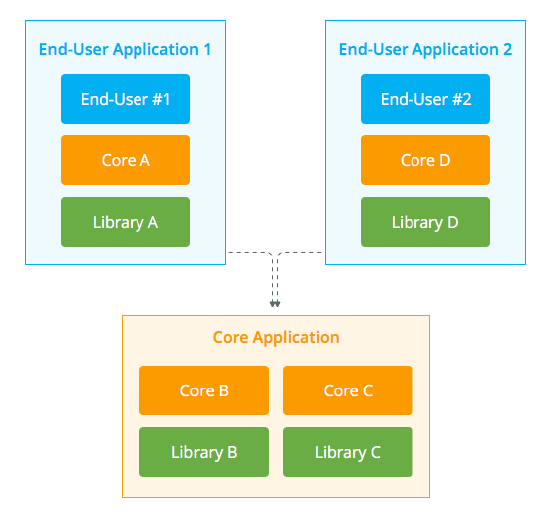 End-User Application 1
End-User #1
Core A
Library A
End-User Application 2
End-User #2
Core D
Library D
Core Application
Core B
Core C
Library B
Library C